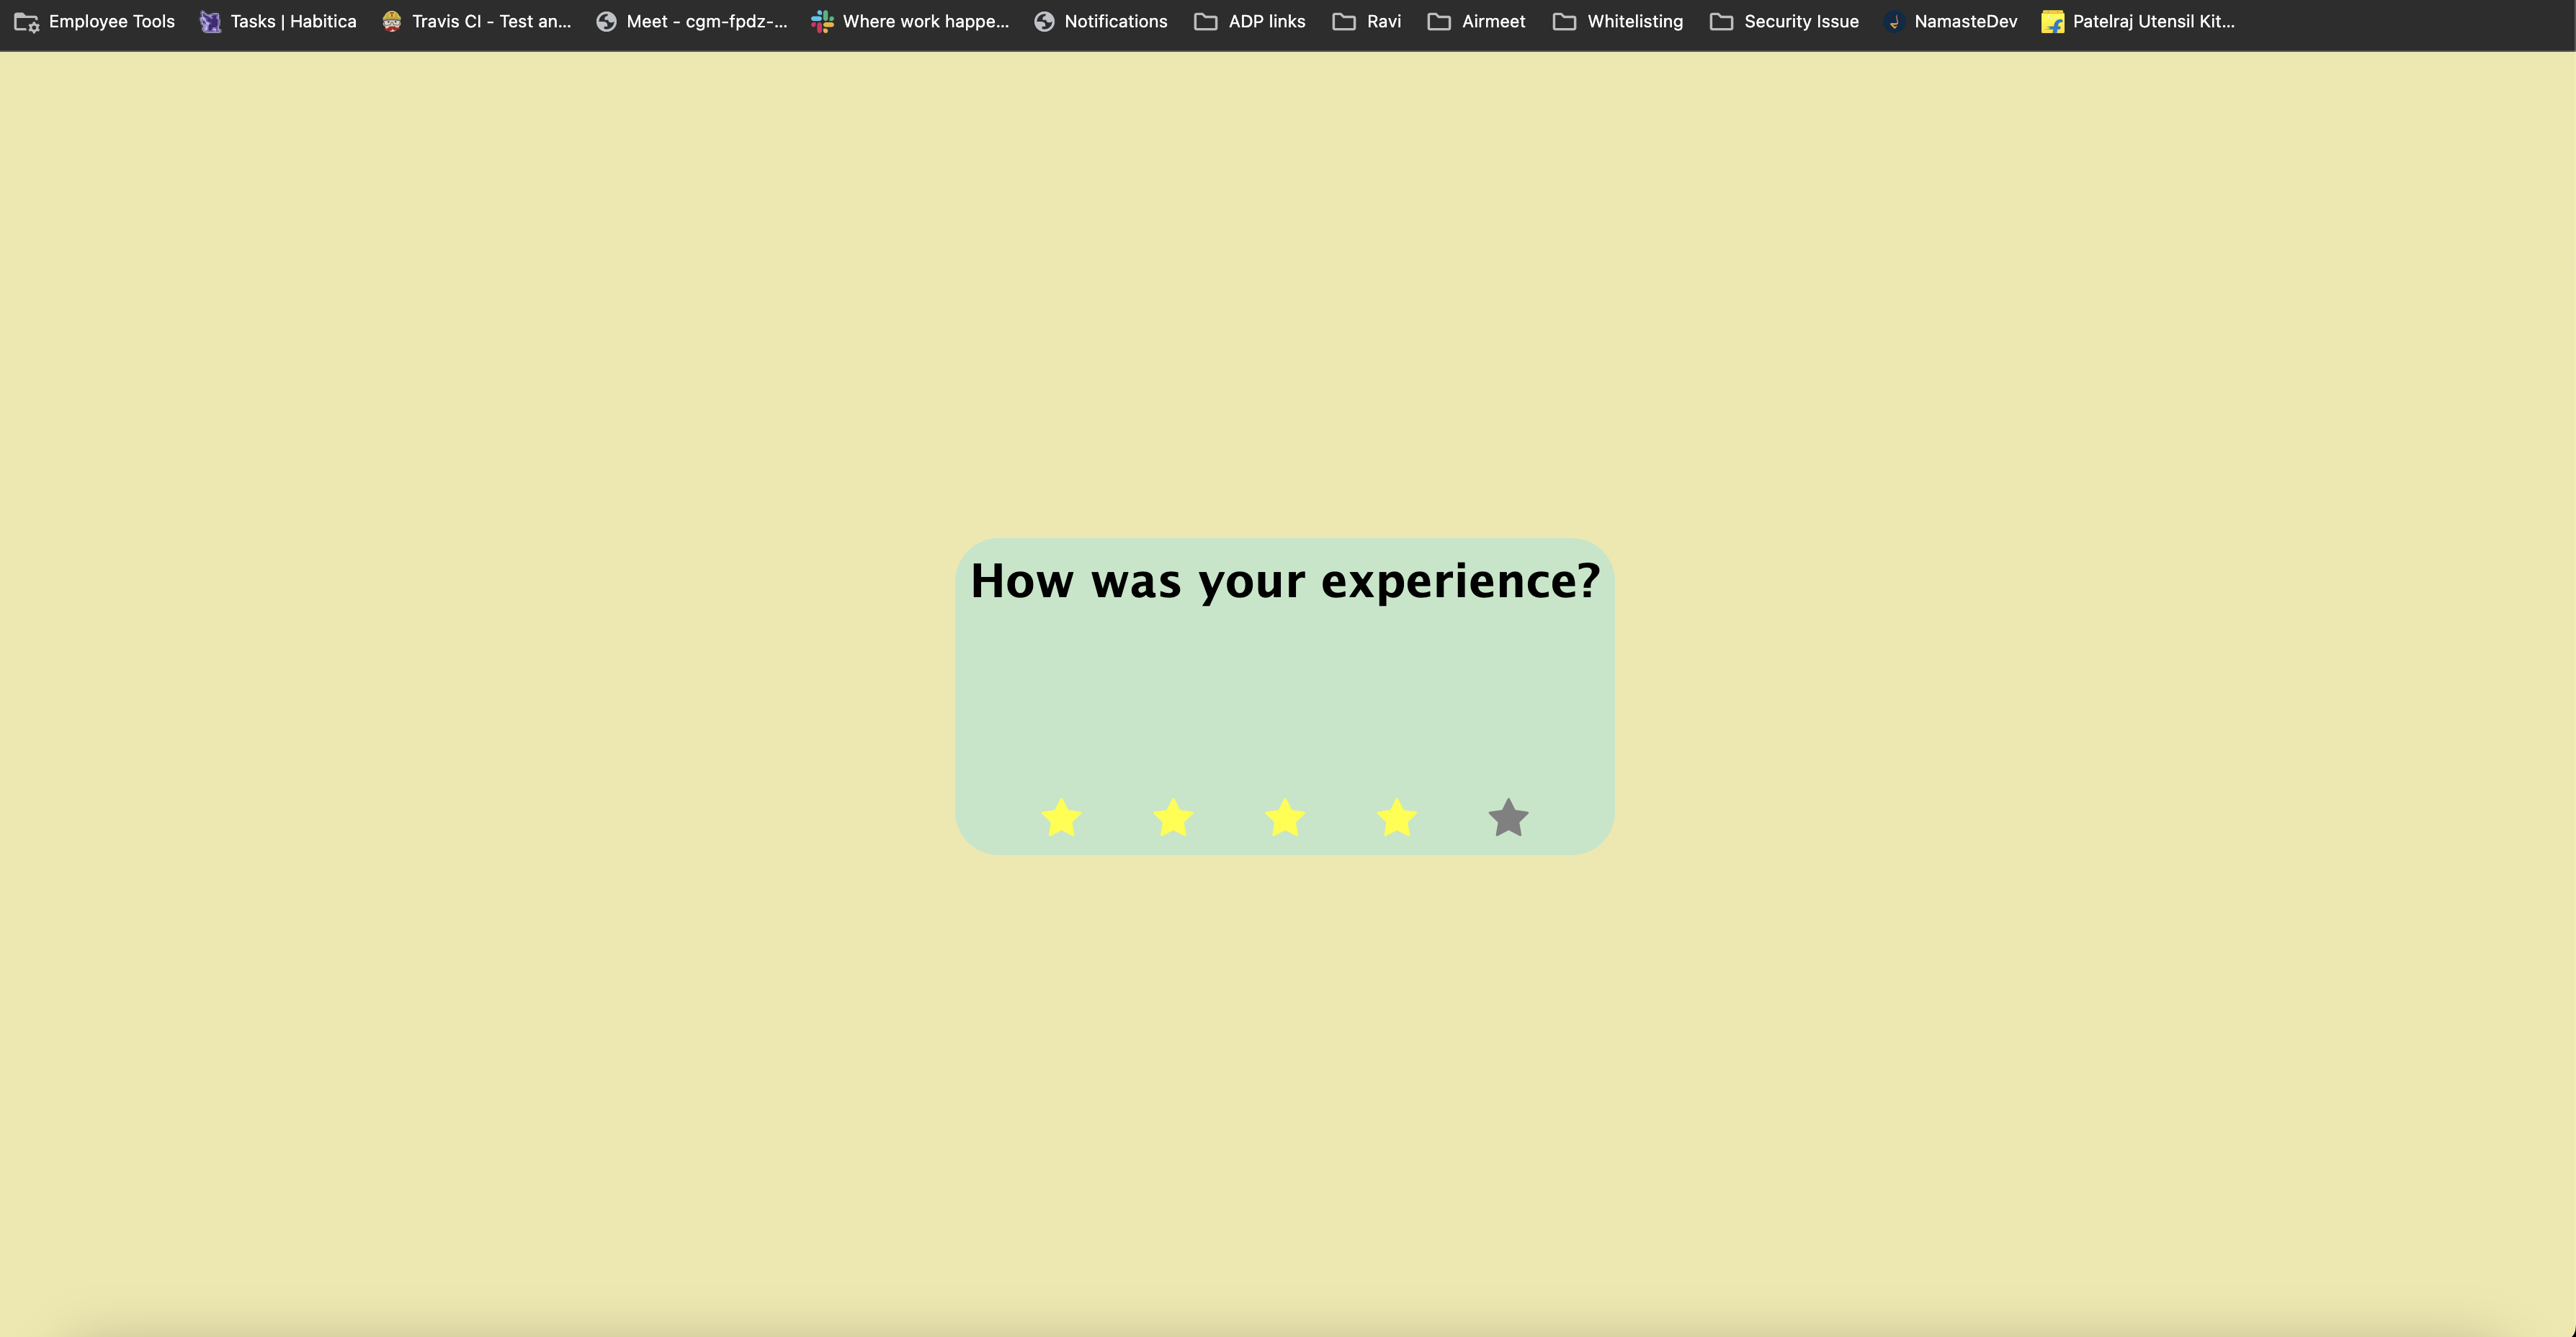 Employee Tools Tasks | Habitica Travis CI - Test an... Meet - cgm-fpdz-... Where work happe... Notifications ADP links Ravi Airmeet Whitelisting Security Issue NamasteDev Patelraj Utensil Kit...
How was your experience?